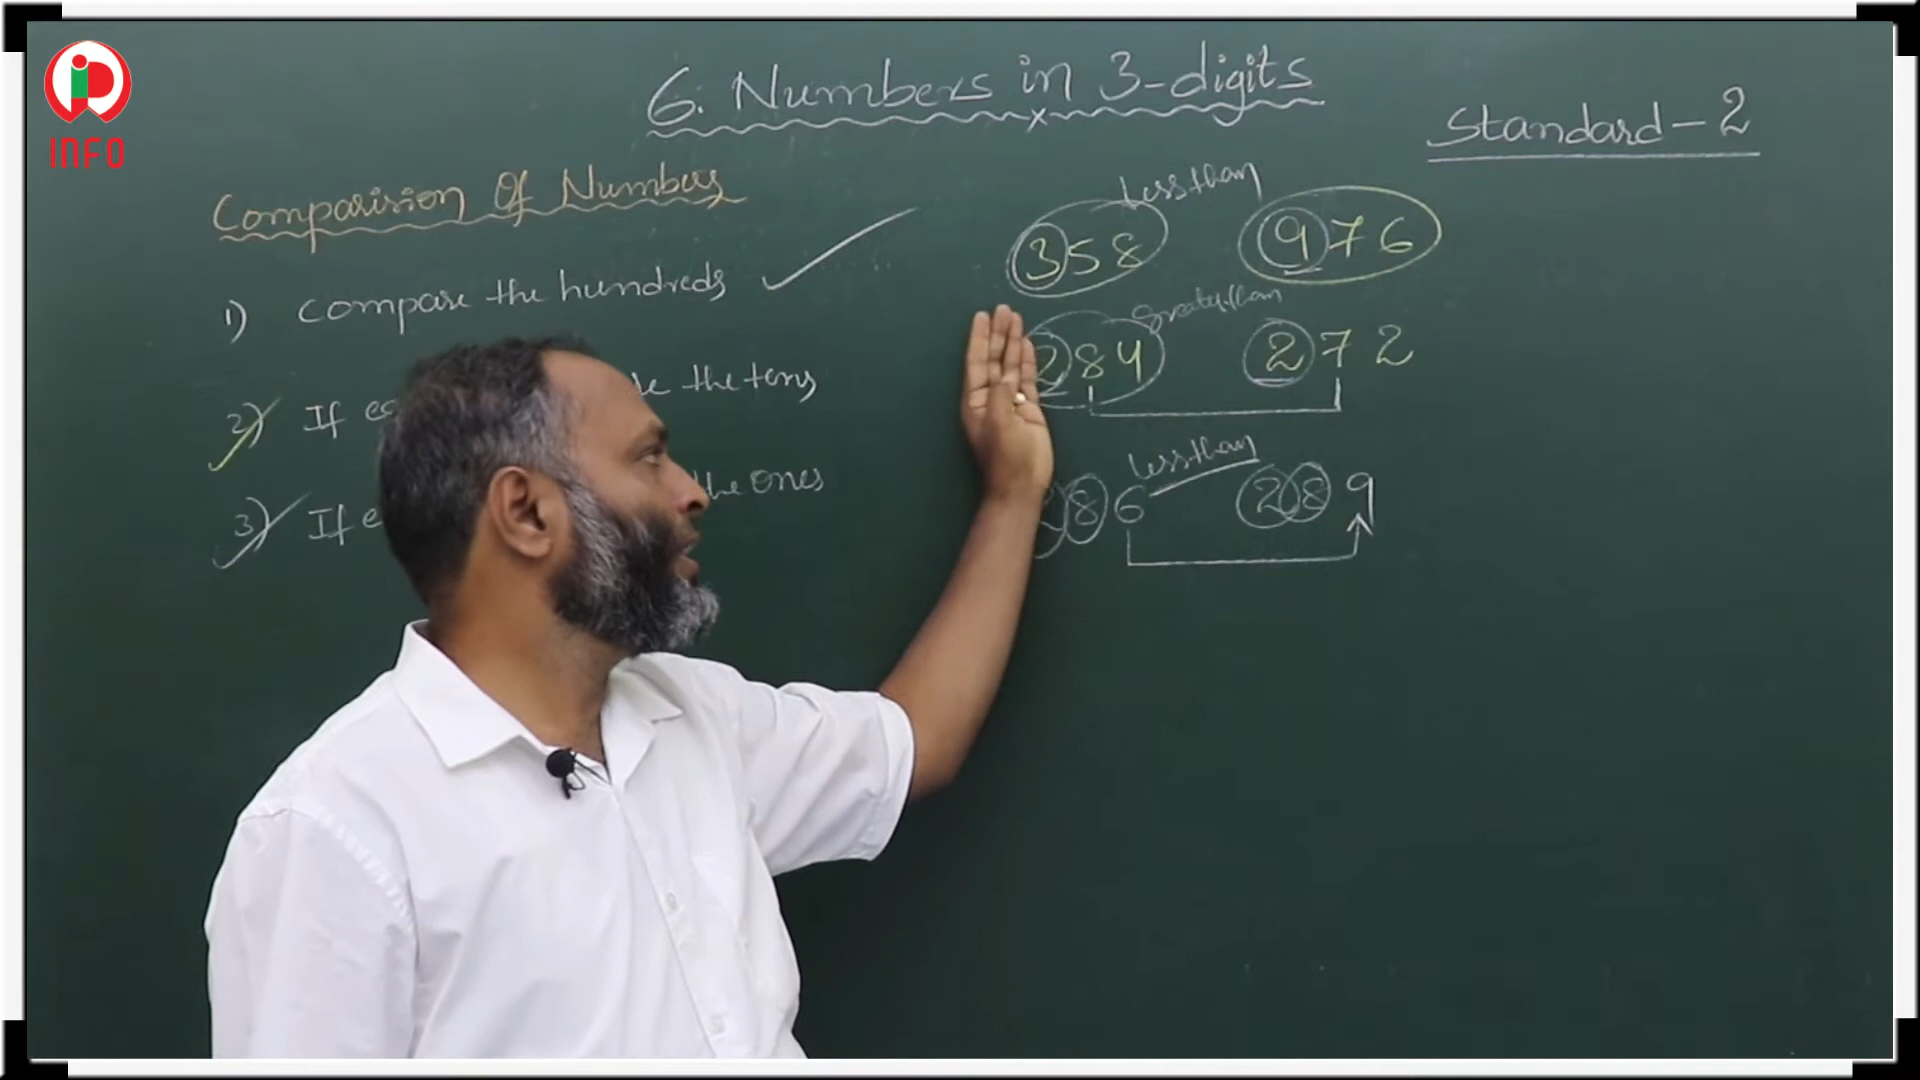 INFO
6. Numbers in 3-digits
Standard-2
Comparision Of Numbers
1) Compare the hundreds
2) If the tens
3) If the ones
Less than
358 976
Greater than
284 272
Less than
286 289